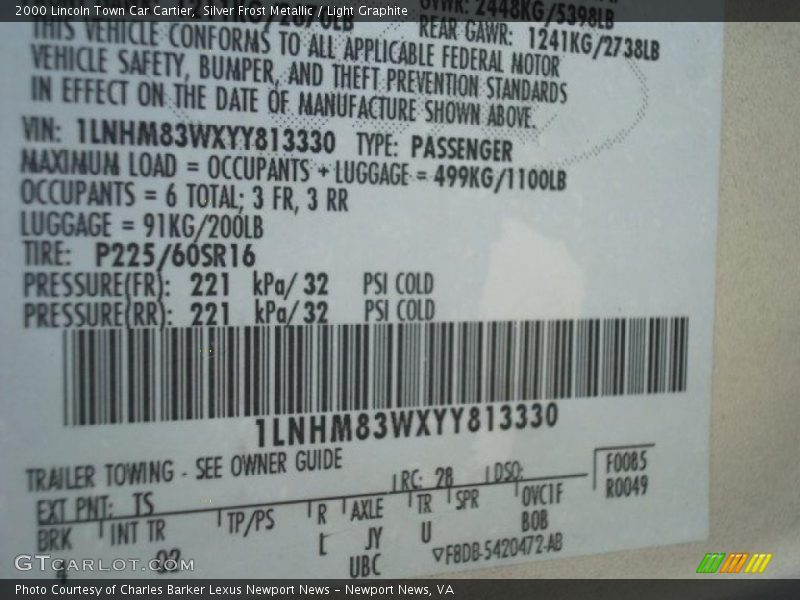 2000 Lincoln Town Car Cartier, Silver Frost Metallic / Light Graphite
GVWR: 2448KG/5398LB
REAR GAWR: 1241KG/2738LB
THIS VEHICLE CONFORMS TO ALL APPLICABLE FEDERAL MOTOR
VEHICLE SAFETY, BUMPER, AND THEFT PREVENTION STANDARDS
IN EFFECT ON THE DATE OF MANUFACTURE SHOWN ABOVE.
VIN: 1LNHM83WXYY813330 TYPE: PASSENGER
MAXIMUM LOAD = OCCUPANTS + LUGGAGE = 499KG/1100LB
OCCUPANTS = 6 TOTAL; 3 FR, 3 RR
LUGGAGE = 91KG/200LB
TIRE: P225/60SR16
PRESSURE(FR): 221 kPa/ 32 PSI COLD
PRESSURE(RR): 221 kPa/32 PSI COLD
1LNHM83WXYY813330
TRAILER TOWING - SEE OWNER GUIDE
EXT PNT: TS RC: 28 DSO: F0085
BRK INT TR TP/PS R AXLE TR SPR OVC1F R0049
02 L JY U BOB
UBC F8DB-5420472-AB
GTCARLOT.COM
Photo Courtesy of Charles Barker Lexus Newport News – Newport News, VA